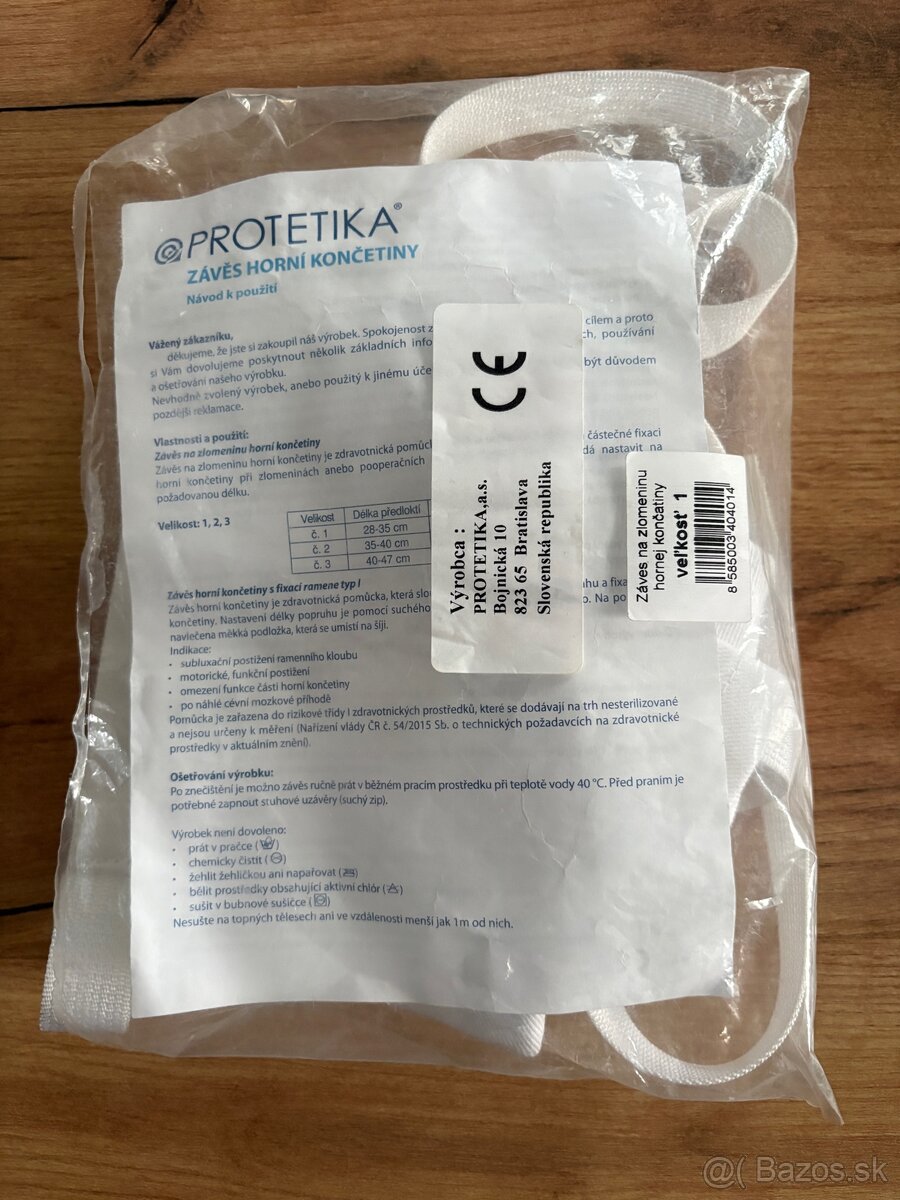 PROTETIKA®
ZÁVĚS HORNÍ KONČETINY
Návod k použití
Vážený zákazníku,
děkujeme, že jste si zakoupil náš výrobek. Spokojenost z cílem a proto
si Vám dovolujeme poskytnout několik základních info ch, používání
a ošetřování našeho výrobku.
Nevhodně zvolený výrobek, anebo použitý k jinému úče být důvodem
pozdější reklamace.
Vlastnosti a použití:
Závěs na zlomeninu horní končetiny
Závěs na zlomeninu horní končetiny je zdravotnická pomůck částečné fixaci
horní končetiny při zlomeninách anebo pooperačních dá nastavit na
požadovanou délku.
Velikost: 1, 2, 3
Velikost Délka předloktí
č. 1 28-35 cm
č. 2 35-40 cm
č. 3 40-47 cm
Závěs horní končetiny s fixací ramene typ I
Závěs horní končetiny je zdravotnická pomůcka, která slou ahu a fixa
končetiny. Nastavení délky popruhu je pomocí suchého o. Na po
navlečena měkká podložka, která se umístí na šíji.
Indikace:
• subluxační postižení ramenního kloubu
• motorické, funkční postižení
• omezení funkce části horní končetiny
• po náhlé cévní mozkové příhodě
Pomůcka je zařazena do rizikové třídy I zdravotnických prostředků, které se dodávají na trh nesterilizované
a nejsou určeny k měření (Nařízení vlády ČR č. 54/2015 Sb. o technických požadavcích na zdravotnické
prostředky v aktuálním znění).
Ošetřování výrobku:
Po znečištění je možno závěs ručně prát v běžném pracím prostředku při teplotě vody 40 °C. Před praním je
potřebné zapnout stuhové uzávěry (suchý zip).
Výrobek není dovoleno:
• prát v pračce ( )
• chemicky čistit ( )
• žehlit žehličkou ani napařovat ( )
• bělit prostředky obsahující aktivní chlór ( )
• sušit v bubnové sušičce ( )
Nesušte na topných tělesech ani ve vzdálenosti menší jak 1m od nich.
CE
Výrobca :
PROTETIKA,a.s.
Bojnická 10
823 65 Bratislava
Slovenská republika
Záves na zlomeninu
hornej končatiny
veľkosť 1
8 585003 404014
@( Bazos.sk